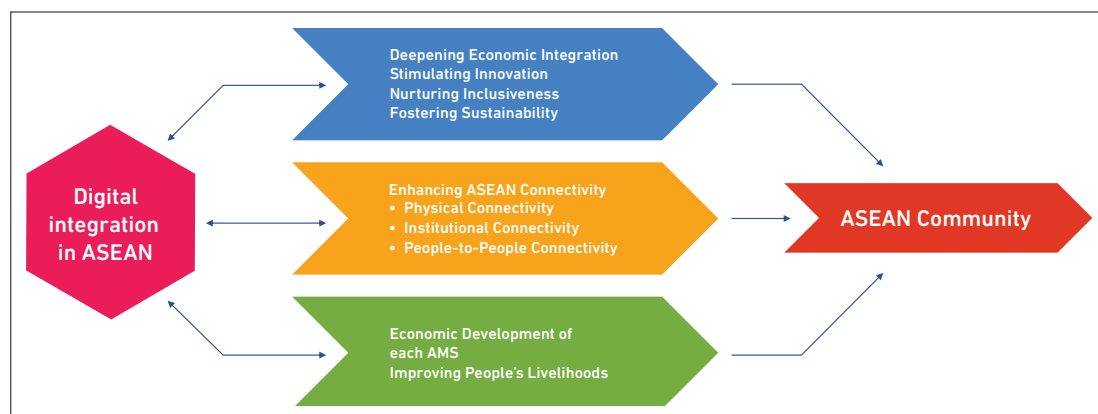 Digital
integration
in ASEAN
Deepening Economic Integration
Stimulating Innovation
Nurturing Inclusiveness
Fostering Sustainability
Enhancing ASEAN Connectivity
• Physical Connectivity
• Institutional Connectivity
• People-to-People Connectivity
Economic Development of
each AMS
Improving People's Livelihoods
ASEAN Community